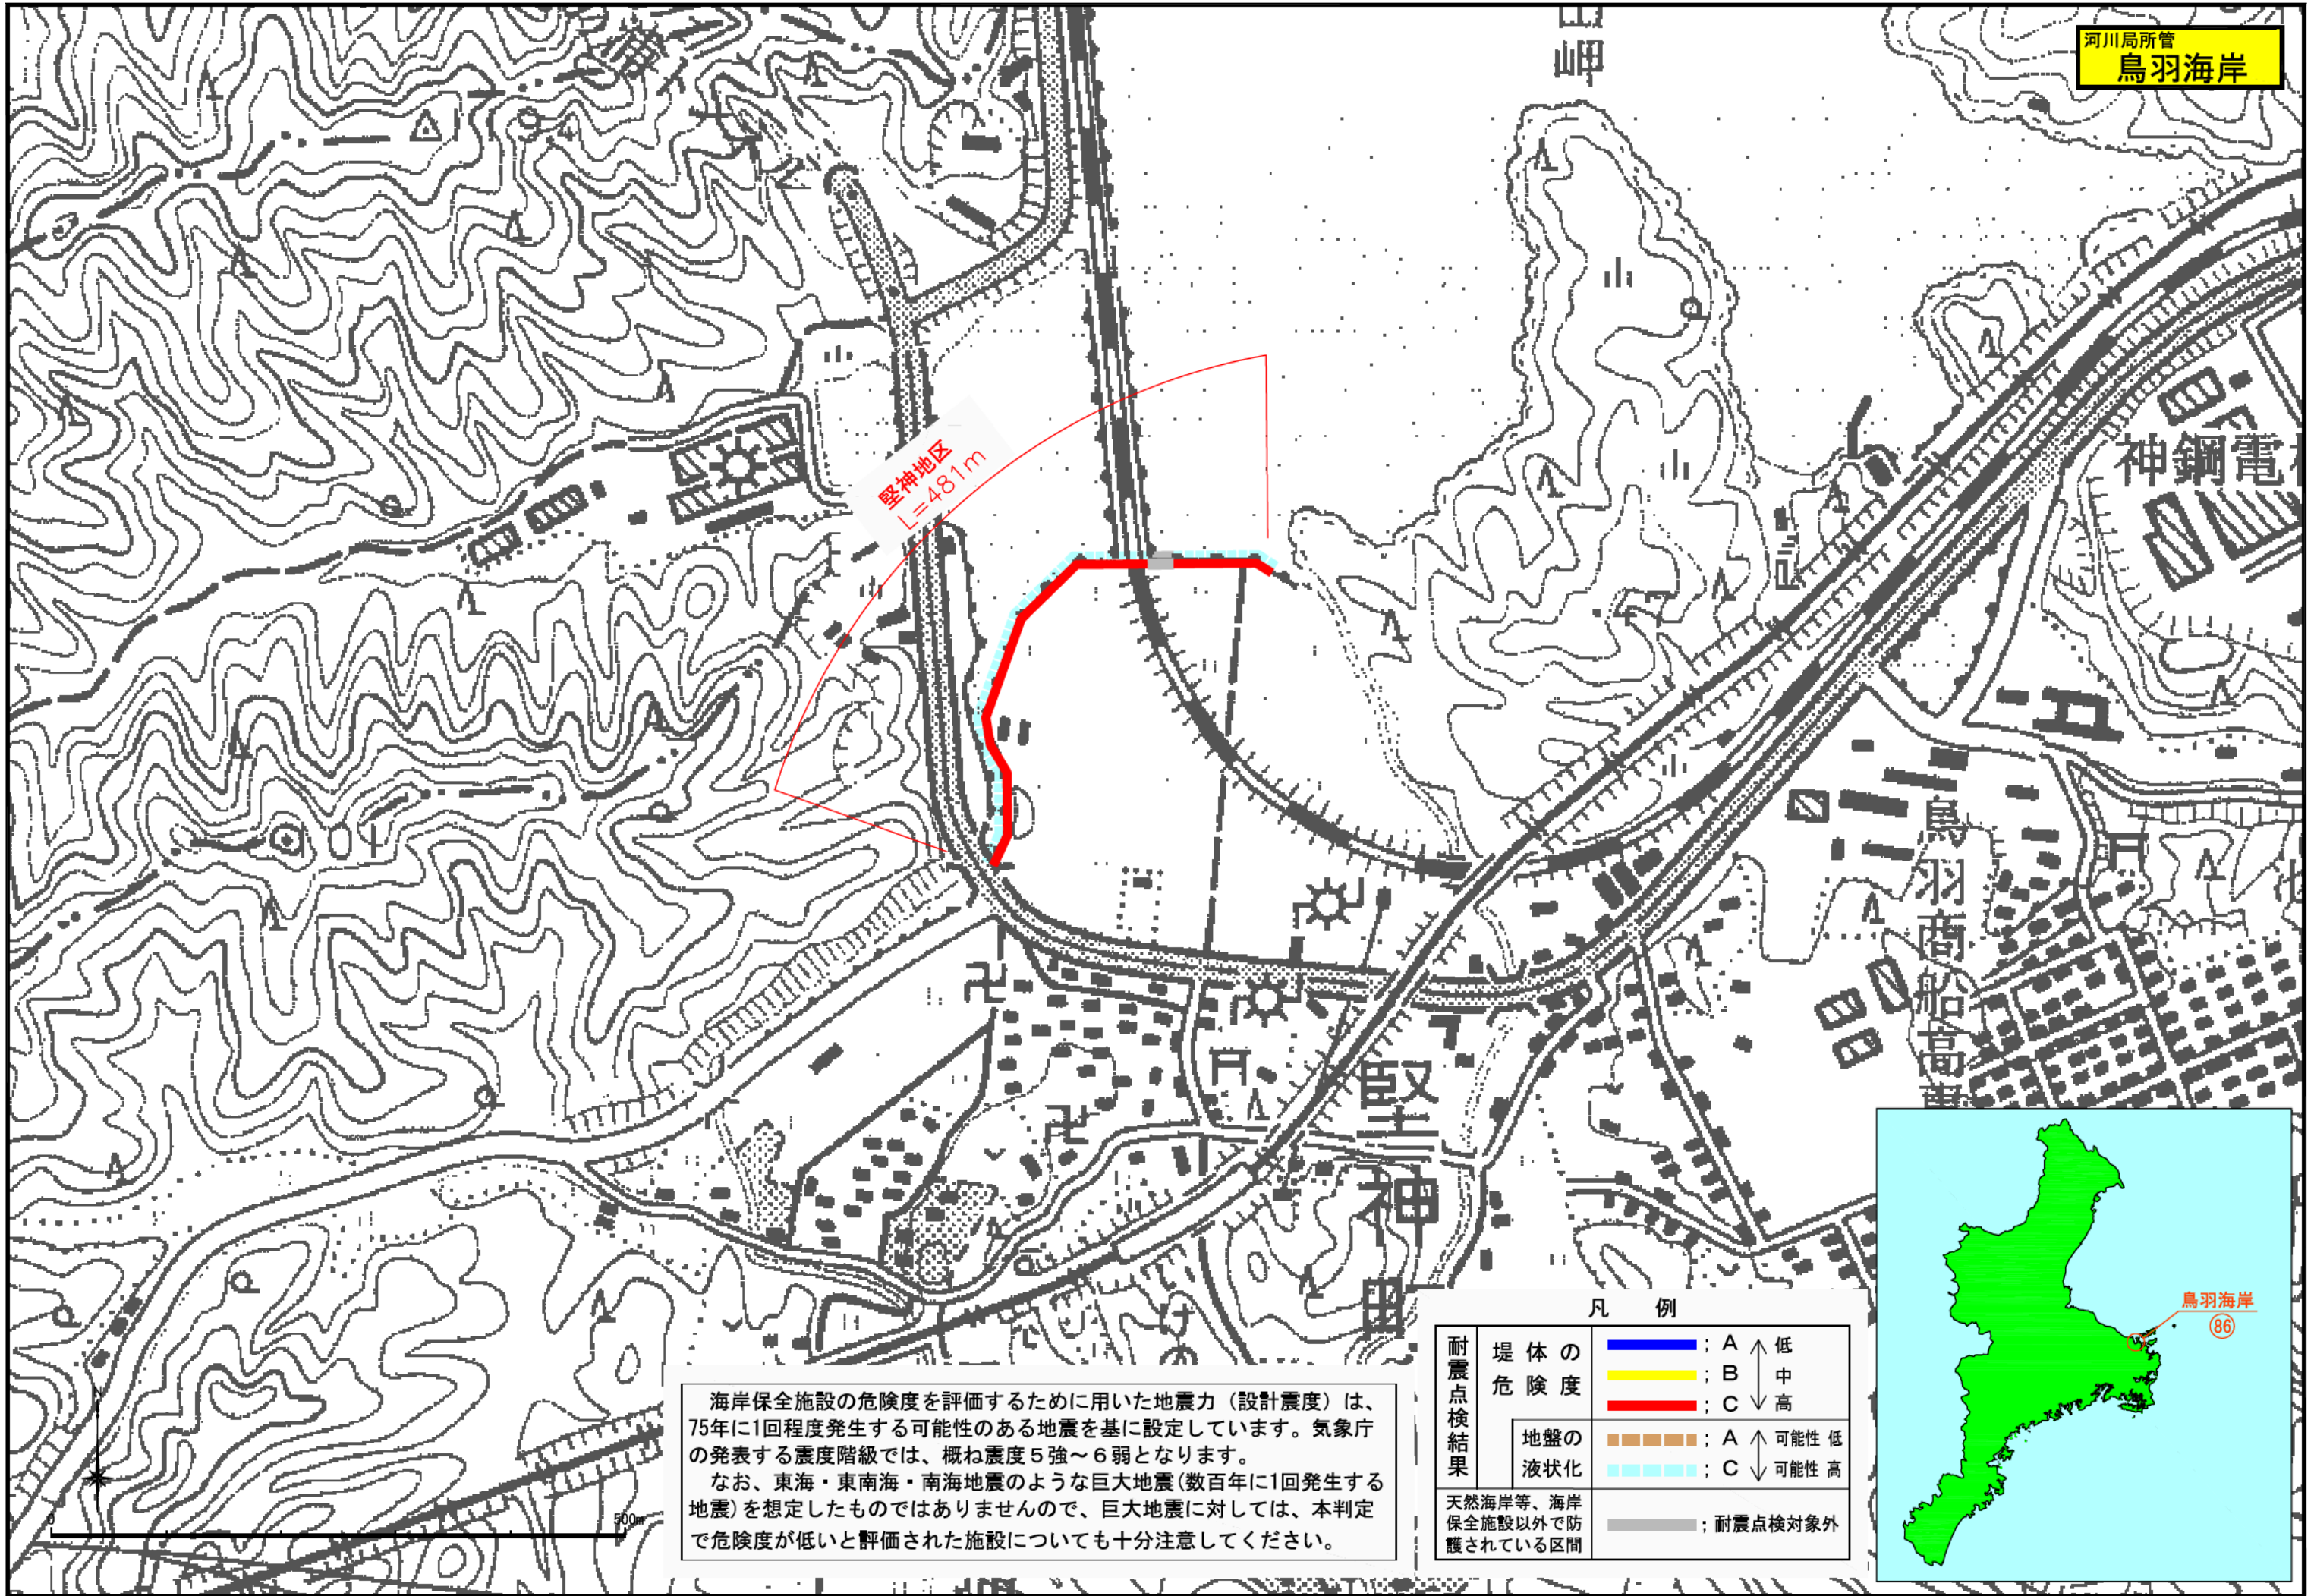 河川局所管
鳥羽海岸
堅神地区
L=481m
神鋼電
鳥羽商船高専
堅神
鳥羽海岸
86
凡 例
耐震点検結果
堤体の危険度
; A 低
; B 中
; C 高
地盤の液状化
; A 可能性 低
; C 可能性 高
天然海岸等、海岸
保全施設以外で防
護されている区間
; 耐震点検対象外
海岸保全施設の危険度を評価するために用いた地震力（設計震度）は、
75年に1回程度発生する可能性のある地震を基に設定しています。気象庁
の発表する震度階級では、概ね震度５強～６弱となります。
なお、東海・東南海・南海地震のような巨大地震(数百年に1回発生する
地震)を想定したものではありませんので、巨大地震に対しては、本判定
で危険度が低いと評価された施設についても十分注意してください。
0
500m